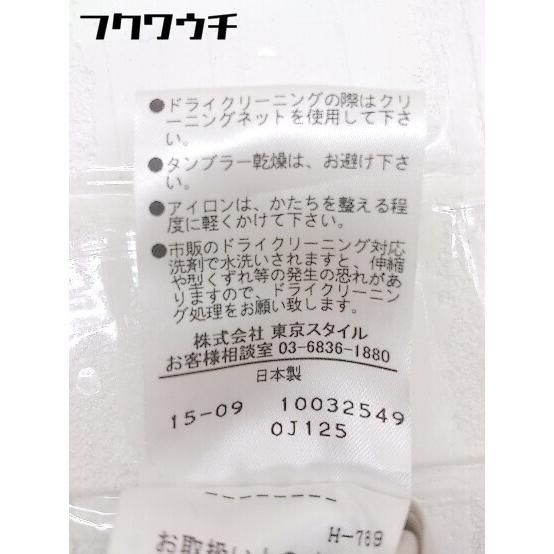 フクワウチ
●ドライクリーニングの際はクリ
ーニングネットを使用して下さ
い。
●タンブラー乾燥は、お避け下さ
い。
●アイロンは、かたちを整える程
度に軽くかけて下さい。
●市販のドライクリーニング対応
洗剤で水洗いされますと、伸縮
や型くずれ等の発生の恐れがあ
りますので、ドライクリーニン
グ処理をお願い致します。
株式会社 東京スタイル
お客様相談室 03-6836-1880
日本製
15-09 10032549
0J125
H-789
お取扱い上の